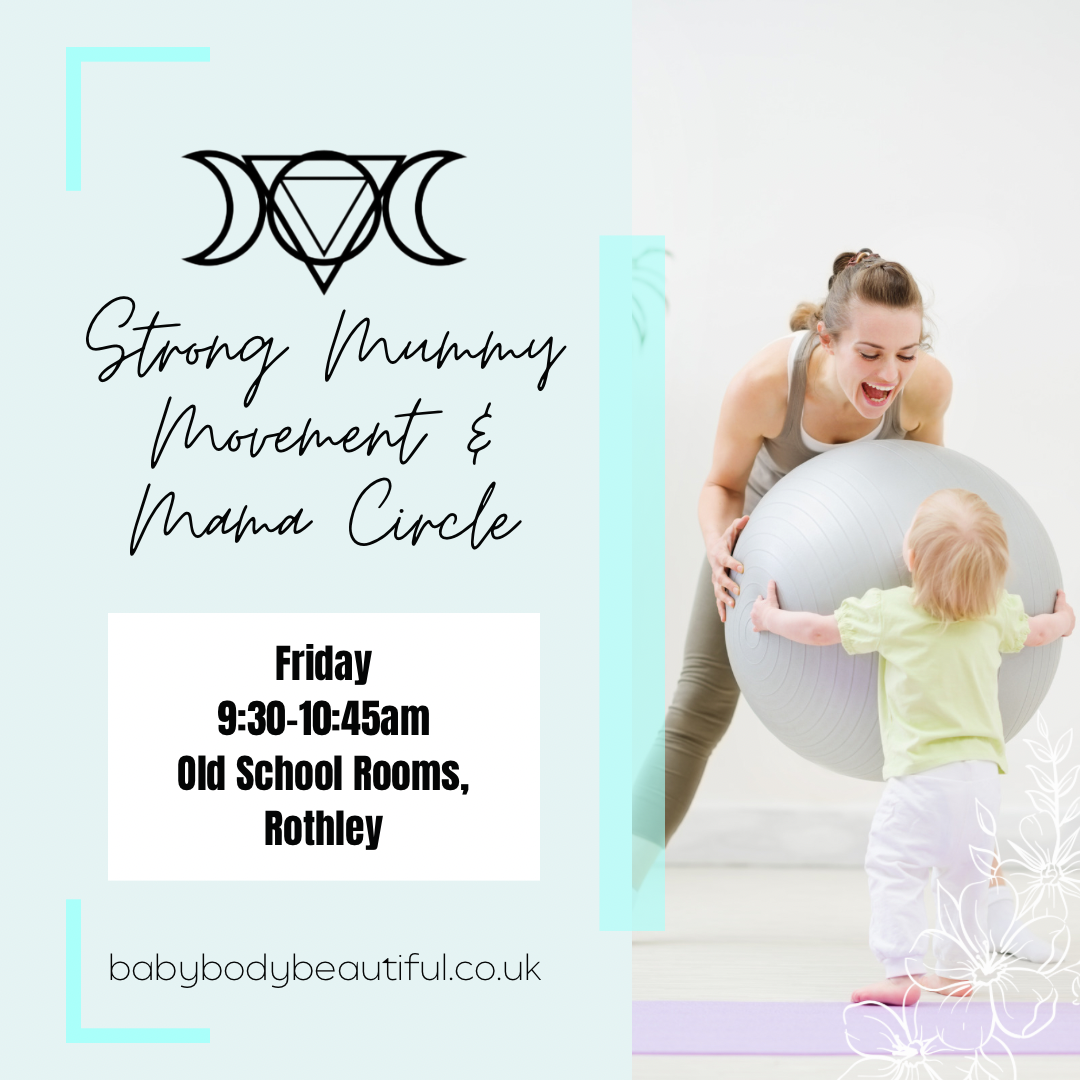 Strong Mummy
Movement &
Mama Circle
Friday
9:30-10:45am
Old School Rooms,
Rothley
babybodybeautiful.co.uk